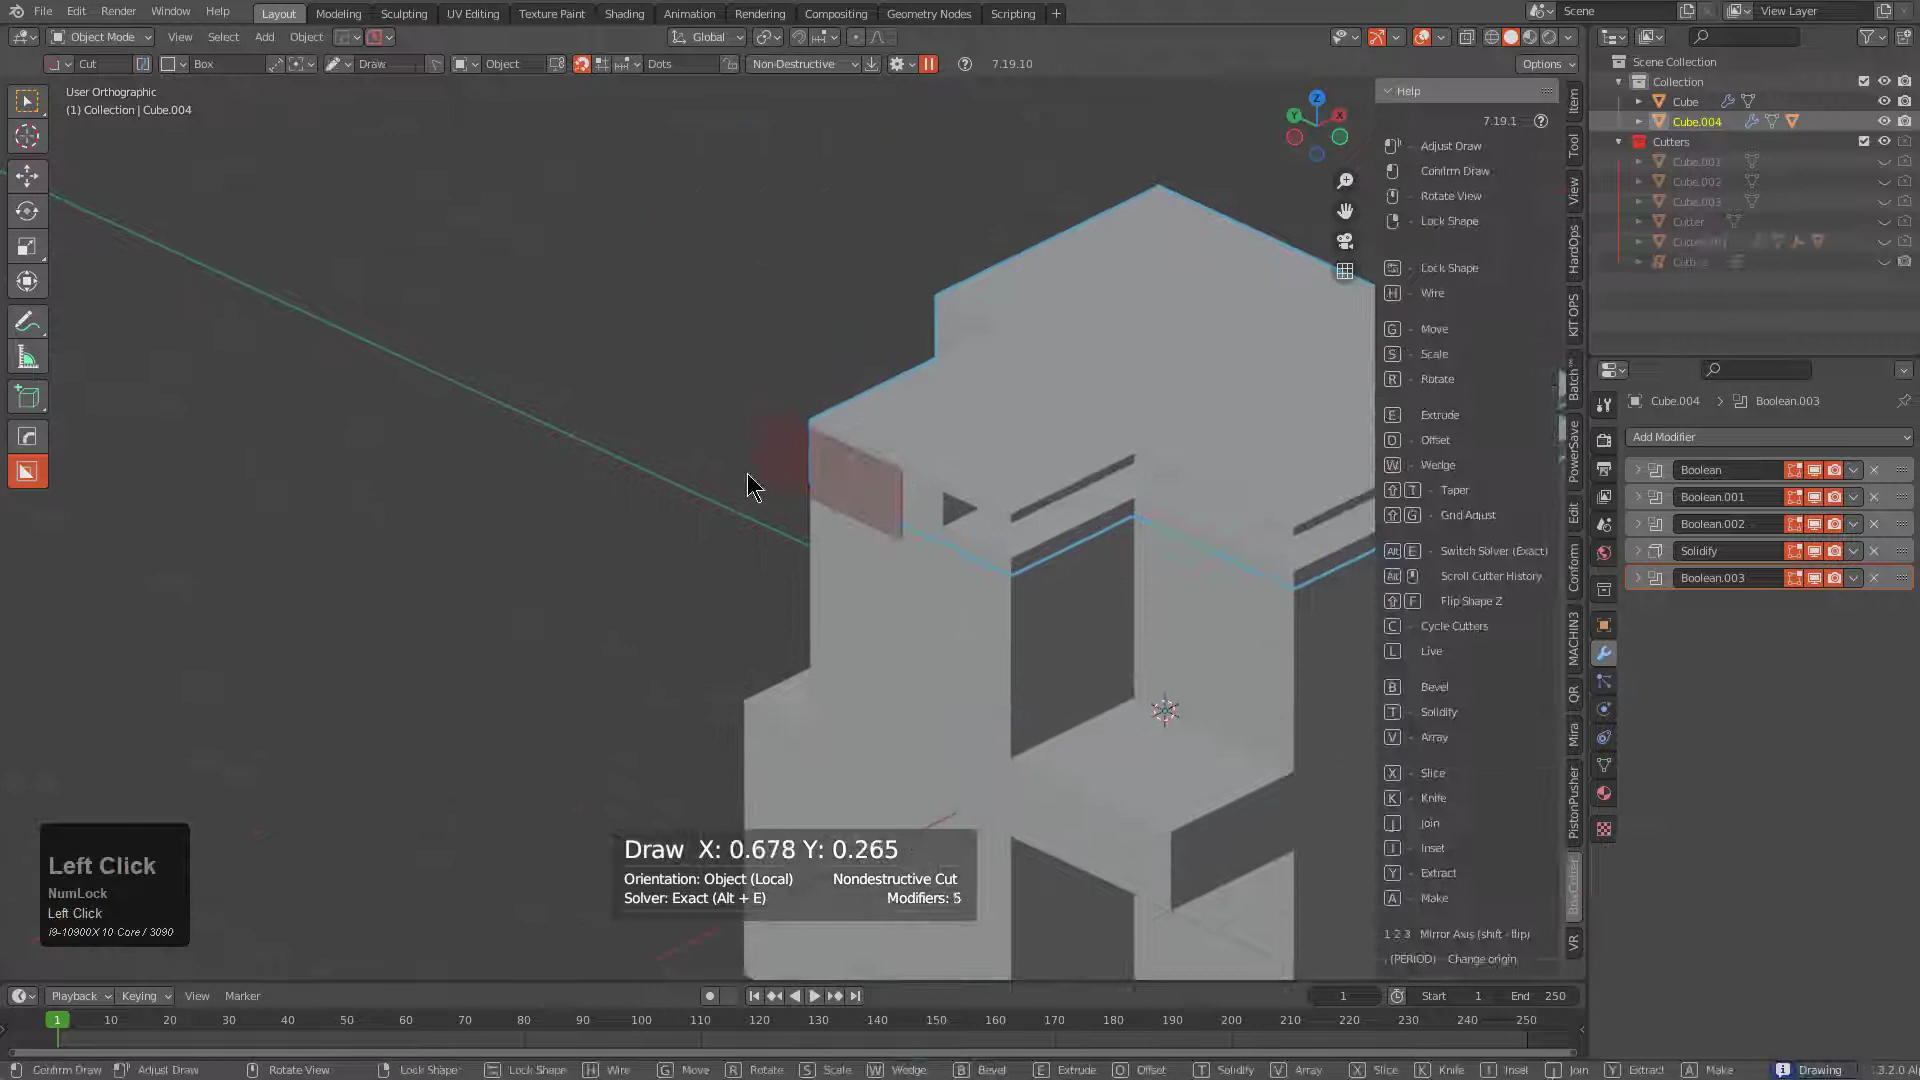 File Edit Render Window Help Layout Modeling Sculpting UV Editing Texture Paint Shading Animation Rendering Compositing Geometry Nodes Scripting + Scene View Layer
Object Mode View Select Add Object Global
Cut Box Draw Object Dots Non-Destructive 7.19.10 Options
User Orthographic
(1) Collection | Cube.004
Z
Y
X
Help
7.19.1
Adjust Draw
Confirm Draw
Rotate View
Lock Shape
Lock Shape
H - Wire
G - Move
S - Scale
R - Rotate
E - Extrude
O - Offset
W - Wedge
T - Taper
G - Grid Adjust
Alt E - Switch Solver (Exact)
Alt - Scroll Cutter History
F - Flip Shape Z
C - Cycle Cutters
L - Live
B - Bevel
T - Solidify
V - Array
X - Slice
K - Knife
J - Join
I - Inset
Y - Extract
A - Make
1 2 3 Mirror Axis (shift - flip)
. (PERIOD) Change origin
Item
Tool
View
HardOps
KIT OPS
Batch™
PowerSave
Edit
Conform
MACHIN3
QR
Mira
PistonPusher
BoxCutter
VR
Scene Collection
Collection
Cube
Cube.004
Cutters
Cube.001
Cube.002
Cube.003
Cutter
Cube.004 > Boolean.003
Add Modifier
Boolean
Boolean.001
Boolean.002
Solidify
Boolean.003
Draw X: 0.678 Y: 0.265
Orientation: Object (Local) Nondestructive Cut
Solver: Exact (Alt + E) Modifiers: 5
Left Click
NumLock
Left Click
i9-10900X 10 Core / 3090
Playback Keying View Marker 1 Start 1 End 250
1 10 20 30 40 50 60 70 80 90 100 110 120 130 140 150 160 170 180 190 200 210 220 230 240 250
Confirm Draw Adjust Draw Rotate View Lock Shape Lock Shape H Wire G Move R Rotate S Scale W Wedge B Bevel E Extrude O Offset T Solidify V Array X Slice K Knife I Inset J Join Y Extract A Make Drawing